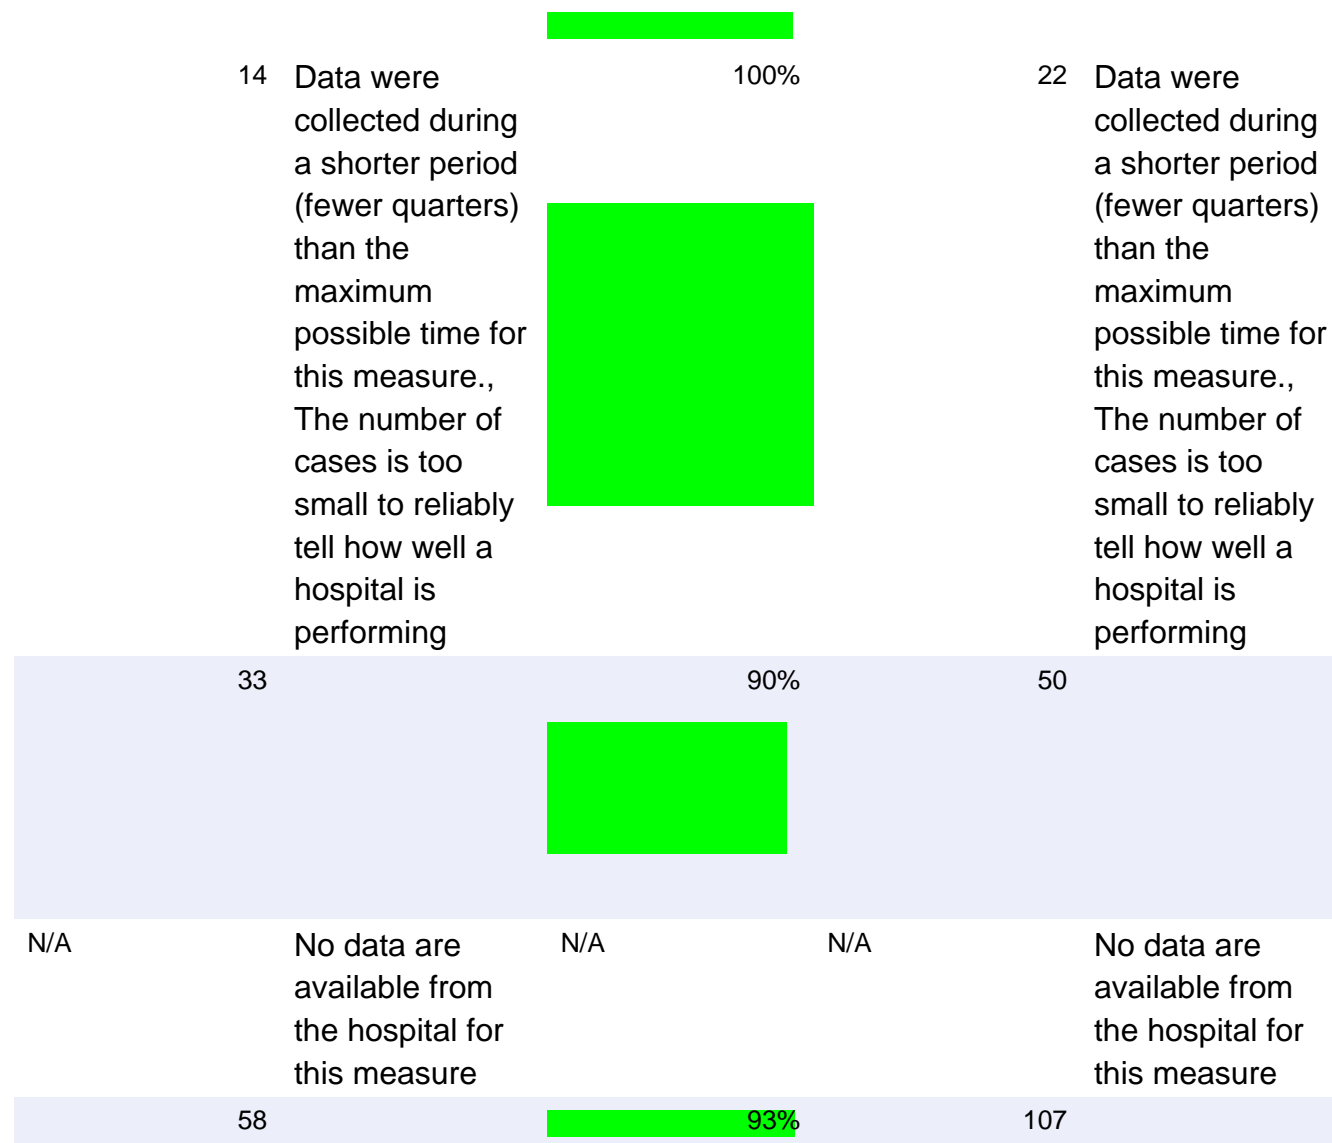 14 Data were 100% 22 Data were
collected during collected during
a shorter period a shorter period
(fewer quarters) (fewer quarters)
than the than the
maximum maximum
possible time for possible time for
this measure., this measure.,
The number of The number of
cases is too cases is too
small to reliably small to reliably
tell how well a tell how well a
hospital is hospital is
performing performing
33 90% 50
N/A No data are N/A N/A No data are
available from available from
the hospital for the hospital for
this measure this measure
58 93% 107